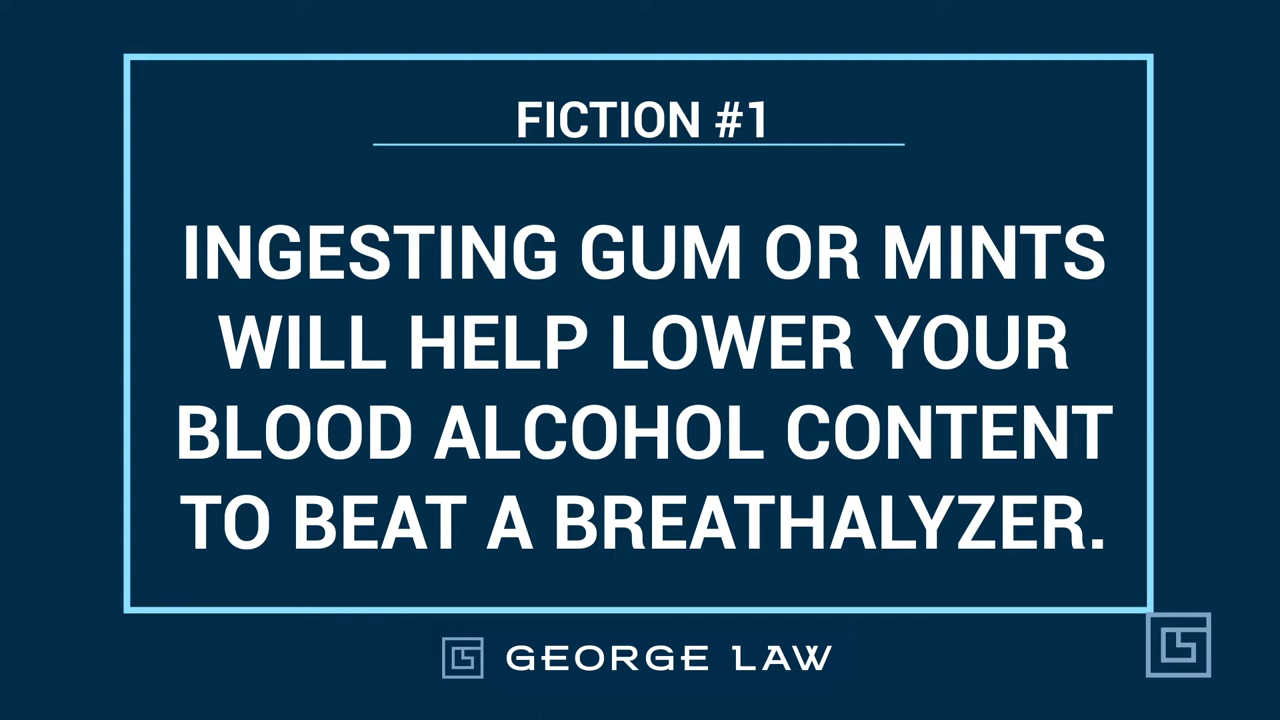 FICTION #1
INGESTING GUM OR MINTS
WILL HELP LOWER YOUR
BLOOD ALCOHOL CONTENT
TO BEAT A BREATHALYZER.
GEORGE LAW